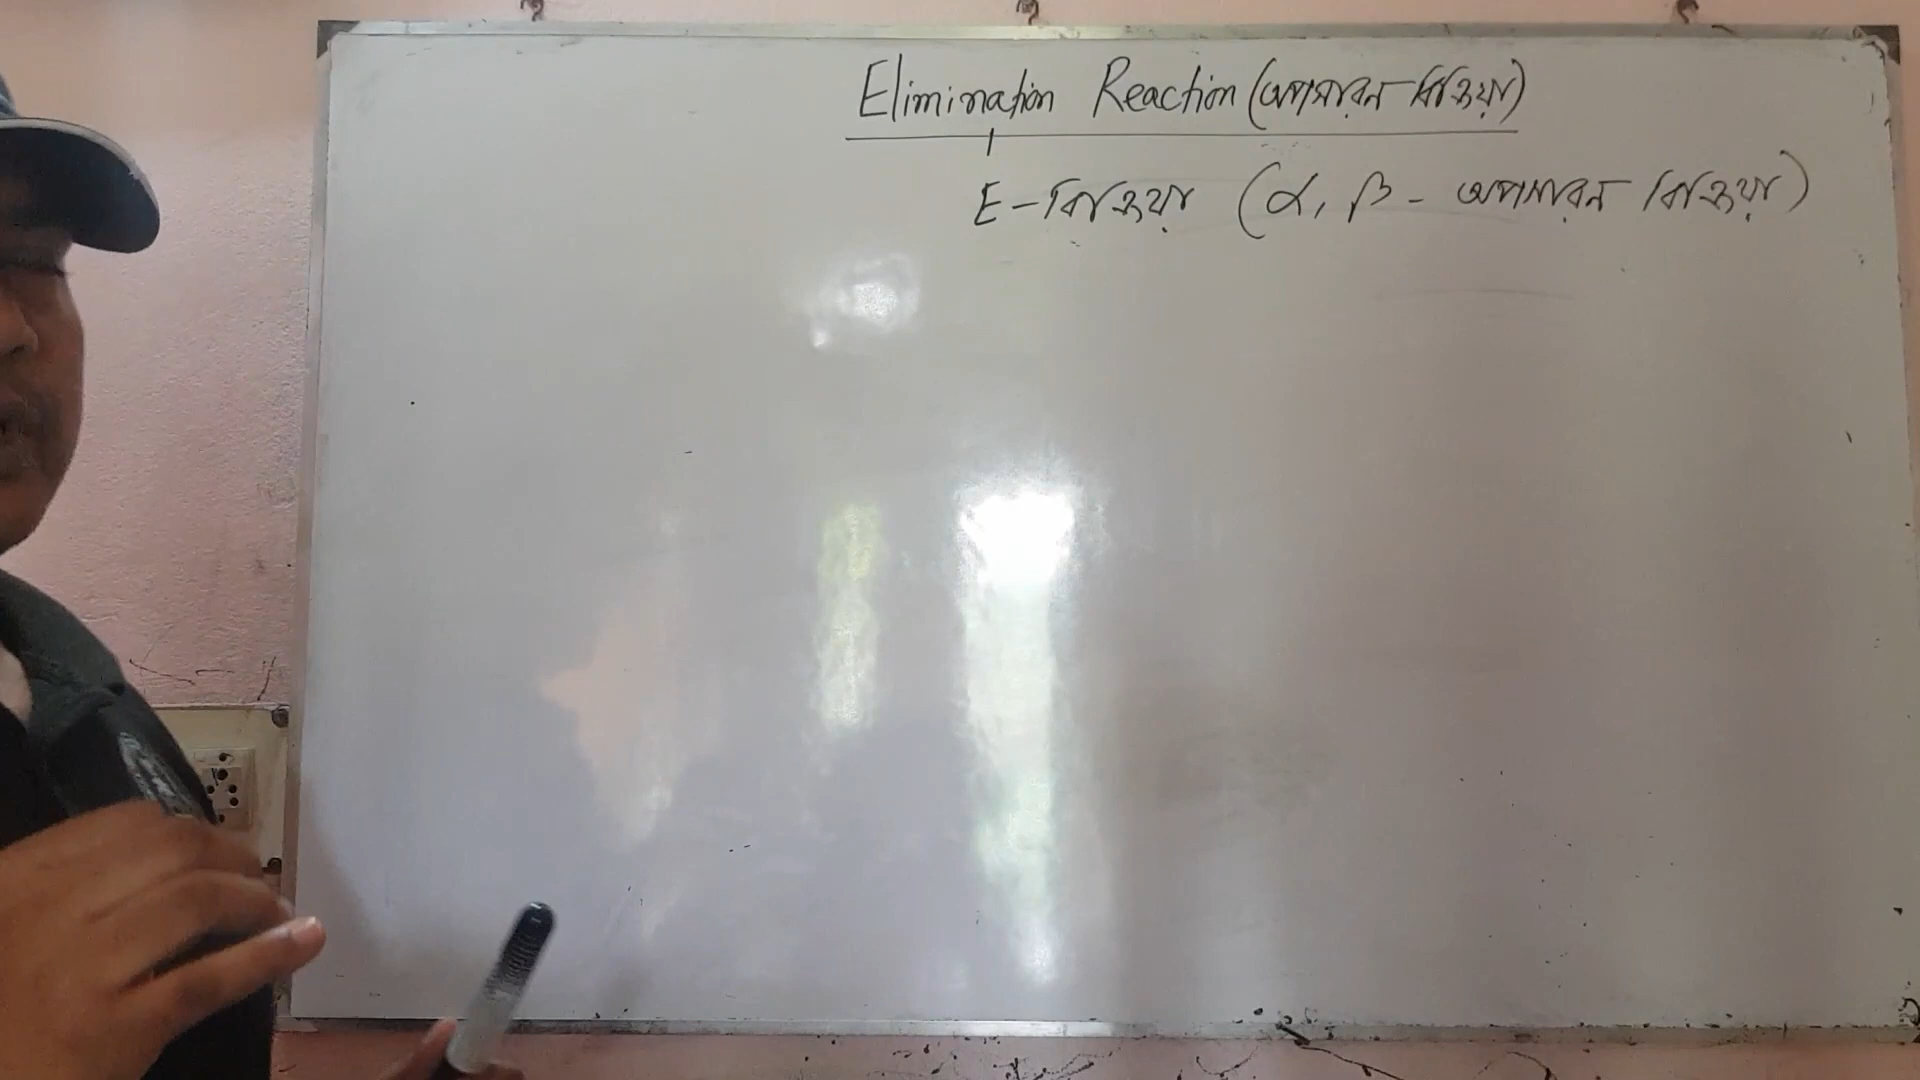 Elimination Reaction (অপসারন বিক্রিয়া)
E-বিক্রিয়া (α, β - অপসারন বিক্রিয়া)